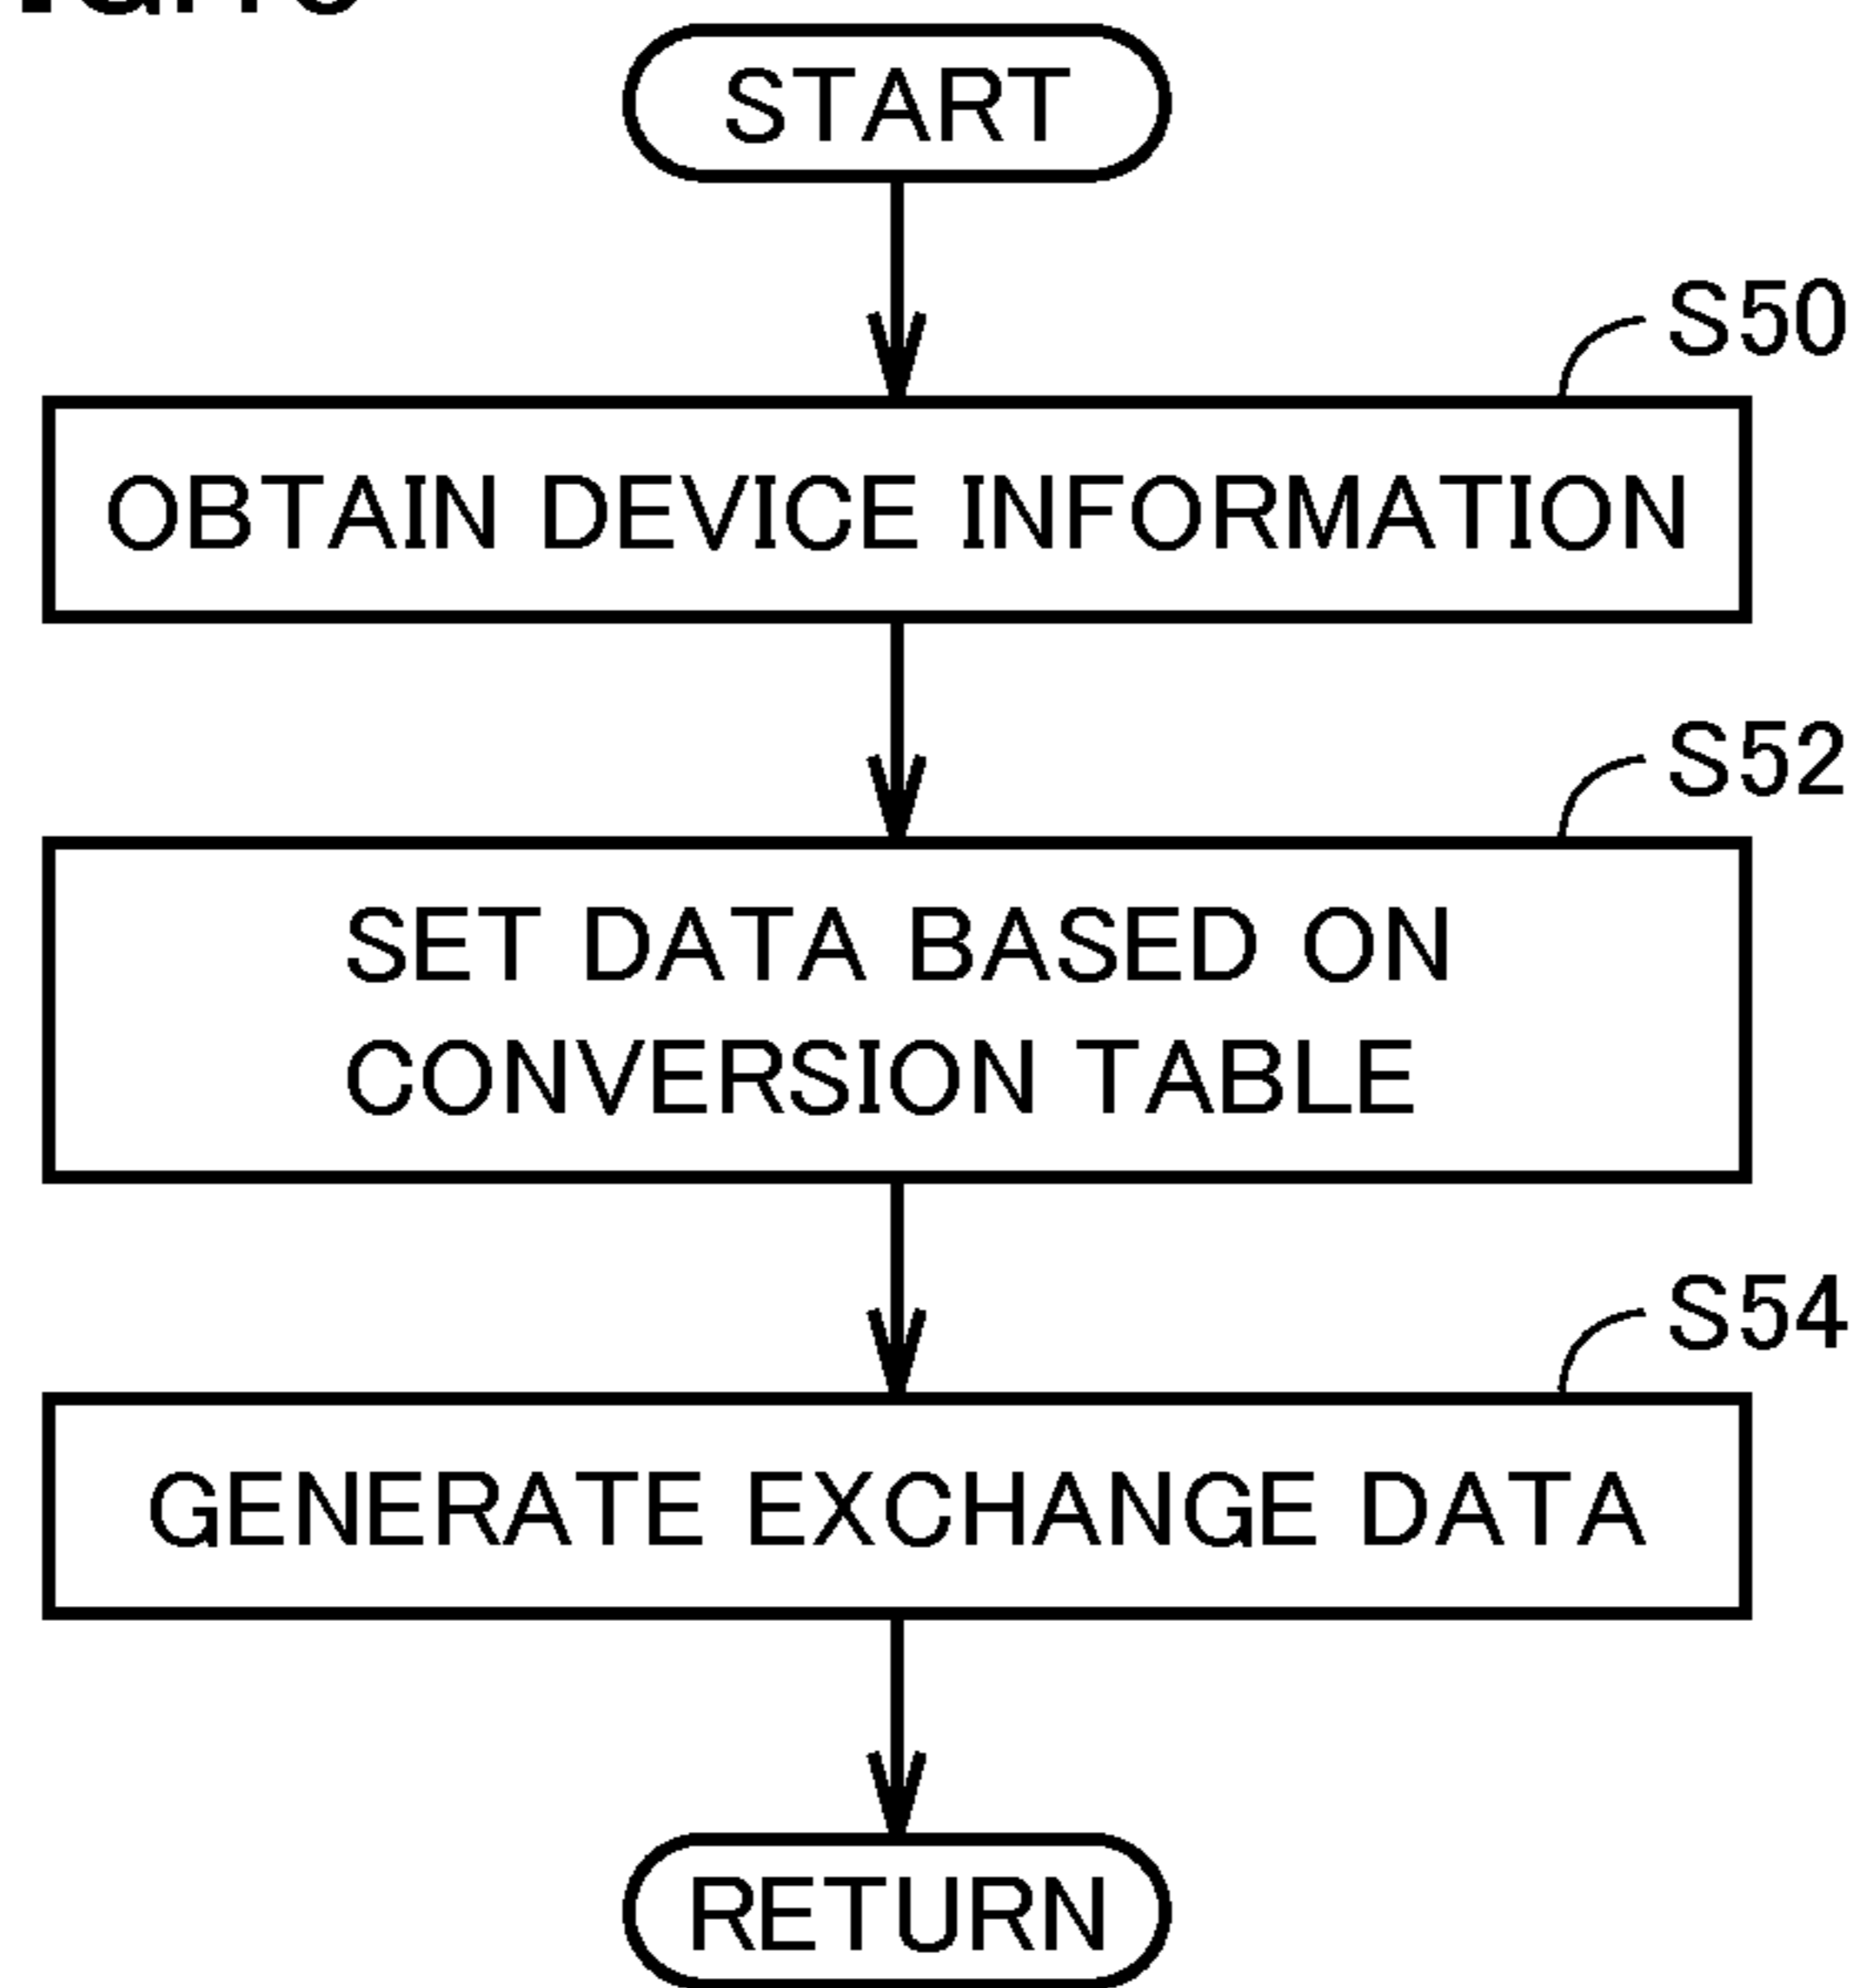 START
S50
OBTAIN DEVICE INFORMATION
S52
SET DATA BASED ON
CONVERSION TABLE
S54
GENERATE EXCHANGE DATA
RETURN